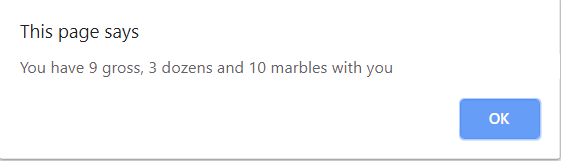 This page says
You have 9 gross, 3 dozens and 10 marbles with you
OK